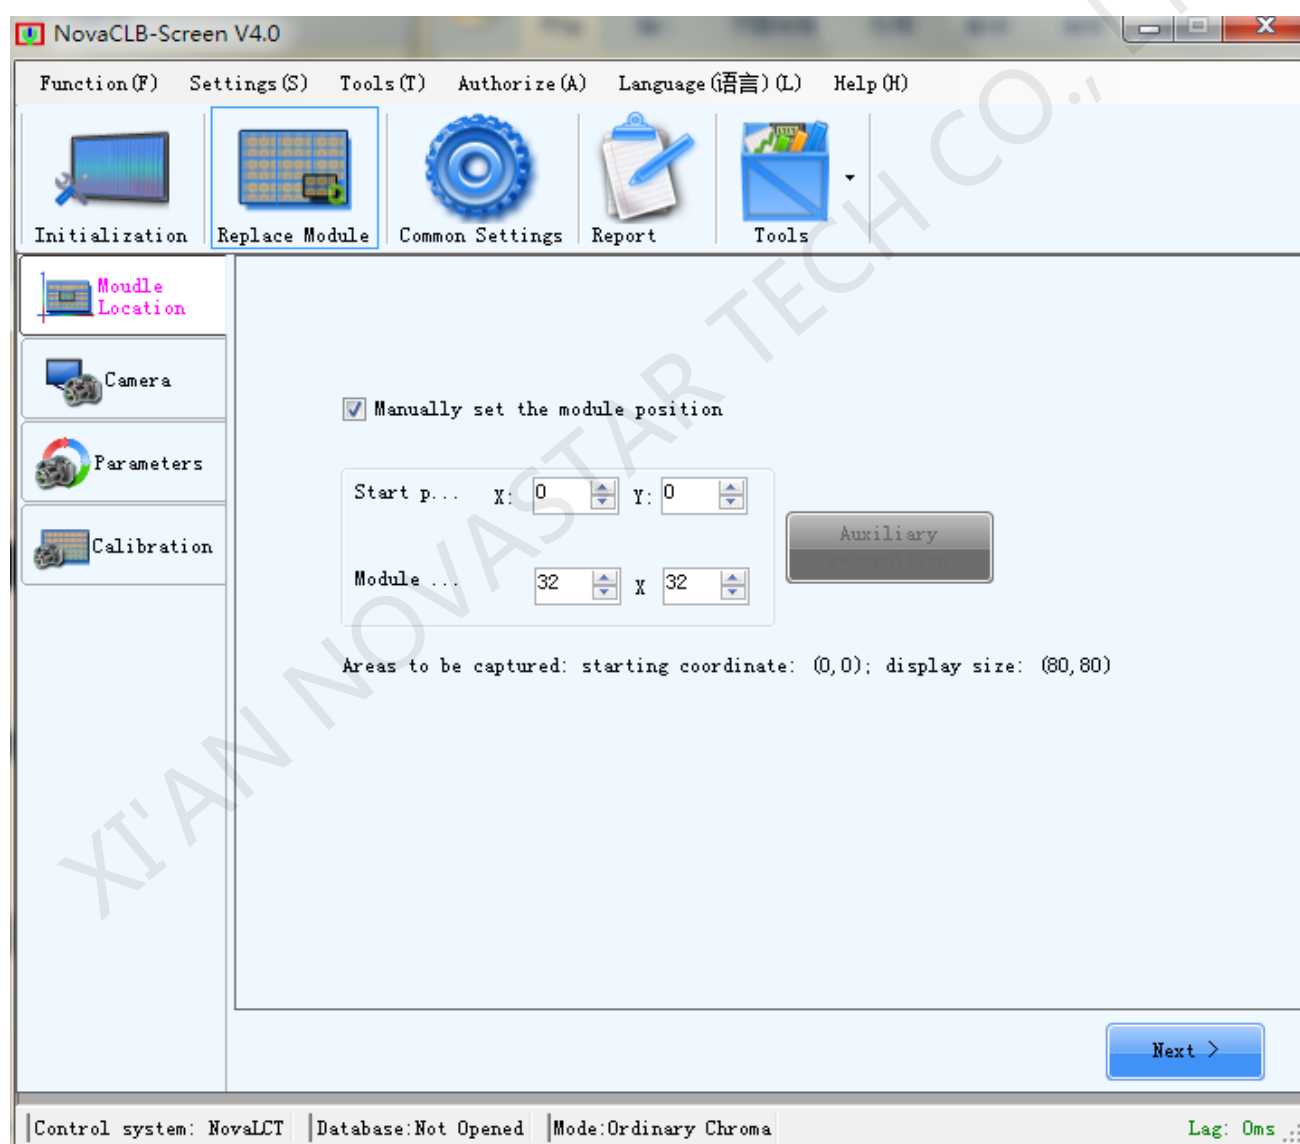 NovaCLB-Screen V4.0
Function(F) Settings(S) Tools(T) Authorize(A) Language(语言)(L) Help(H)
Initialization Replace Module Common Settings Report Tools
Moudle
Location
Camera
Parameters
Calibration
Manually set the module position
Start p... X: 0 Y: 0
Auxiliary
recognition
Module ... 32 X 32
Areas to be captured: starting coordinate: (0,0); display size: (80,80)
Next >
Control system: NovaLCT Database:Not Opened Mode:Ordinary Chroma Lag: 0ms
XI'AN NOVASTAR TECH CO., L